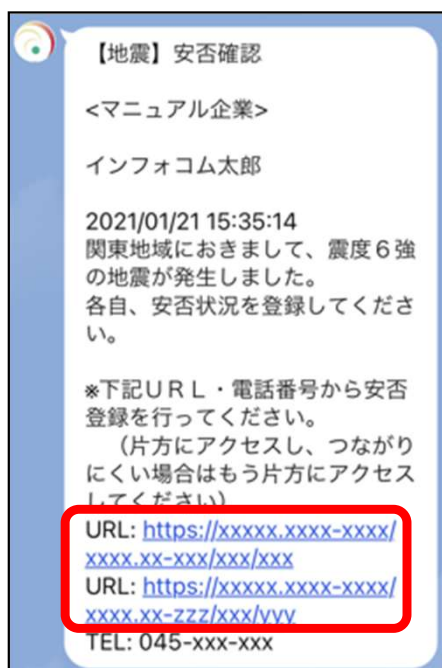 【地震】安否確認
<マニュアル企業>
インフォコム太郎
2021/01/21 15:35:14
関東地域におきまして、震度６強
の地震が発生しました。
各自、安否状況を登録してくださ
い。
※下記ＵＲＬ・電話番号から安否
登録を行ってください。
（片方にアクセスし、つながり
にくい場合はもう片方にアクセス
してください）
URL: https://xxxxx.xxxx-xxxx/
xxxx.xx-xxx/xxx/xxx
URL: https://xxxxx.xxxx-xxxx/
xxxx.xx-zzz/xxx/yyy
TEL: 045-xxx-xxx